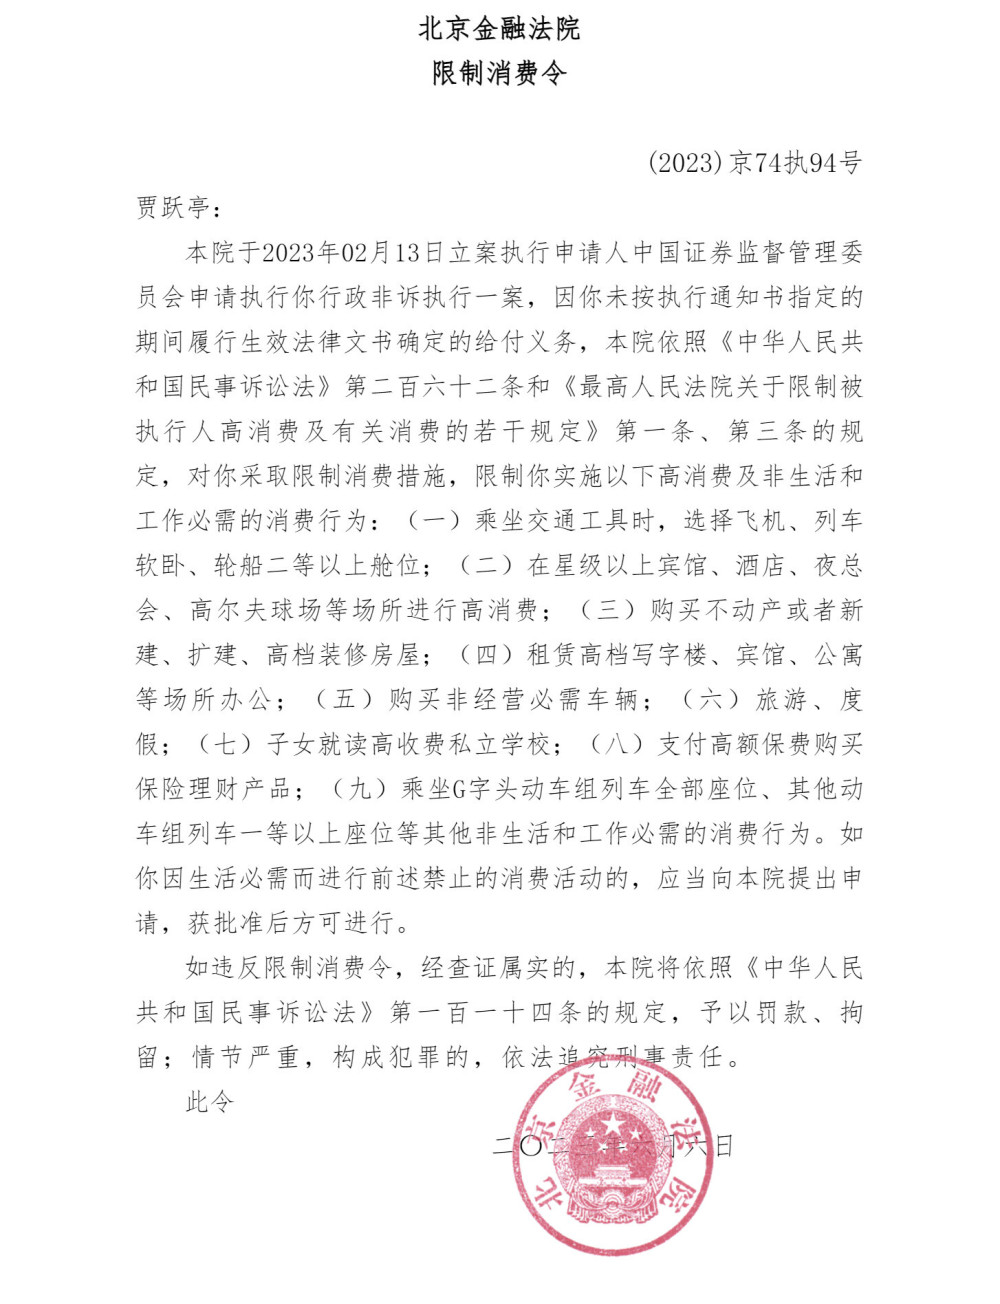 北京金融法院
限制消费令
(2023)京74执94号
贾跃亭：
本院于2023年02月13日立案执行申请人中国证券监督管理委
员会申请执行你行政非诉执行一案，因你未按执行通知书指定的
期间履行生效法律文书确定的给付义务，本院依照《中华人民共
和国民事诉讼法》第二百六十二条和《最高人民法院关于限制被
执行人高消费及有关消费的若干规定》第一条、第三条的规
定，对你采取限制消费措施，限制你实施以下高消费及非生活和
工作必需的消费行为：（一）乘坐交通工具时，选择飞机、列车
软卧、轮船二等以上舱位；（二）在星级以上宾馆、酒店、夜总
会、高尔夫球场等场所进行高消费；（三）购买不动产或者新
建、扩建、高档装修房屋；（四）租赁高档写字楼、宾馆、公寓
等场所办公；（五）购买非经营必需车辆；（六）旅游、度
假；（七）子女就读高收费私立学校；（八）支付高额保费购买
保险理财产品；（九）乘坐G字头动车组列车全部座位、其他动
车组列车一等以上座位等其他非生活和工作必需的消费行为。如
你因生活必需而进行前述禁止的消费活动的，应当向本院提出申
请，获批准后方可进行。
如违反限制消费令，经查证属实的，本院将依照《中华人民
共和国民事诉讼法》第一百一十四条的规定，予以罚款、拘
留；情节严重，构成犯罪的，依法追究刑事责任。
此令
二〇二三年六月六日
北京金融法院